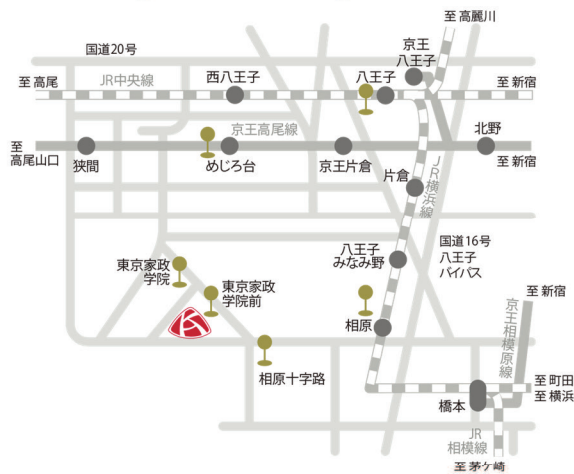 至高麗川
国道20号
京王
八王子
至高尾
JR中央線
西八王子
八王子
至新宿
至
高尾山口
狭間
京王高尾線
めじろ台
京王片倉
北野
至新宿
片倉
JR横浜線
東京家政
学院
東京家政
学院前
八王子
みなみ野
国道16号
八王子
バイパス
相原
至新宿
京王相模原線
相原十字路
橋本
至町田
至横浜
JR
相模線
至茅ケ崎